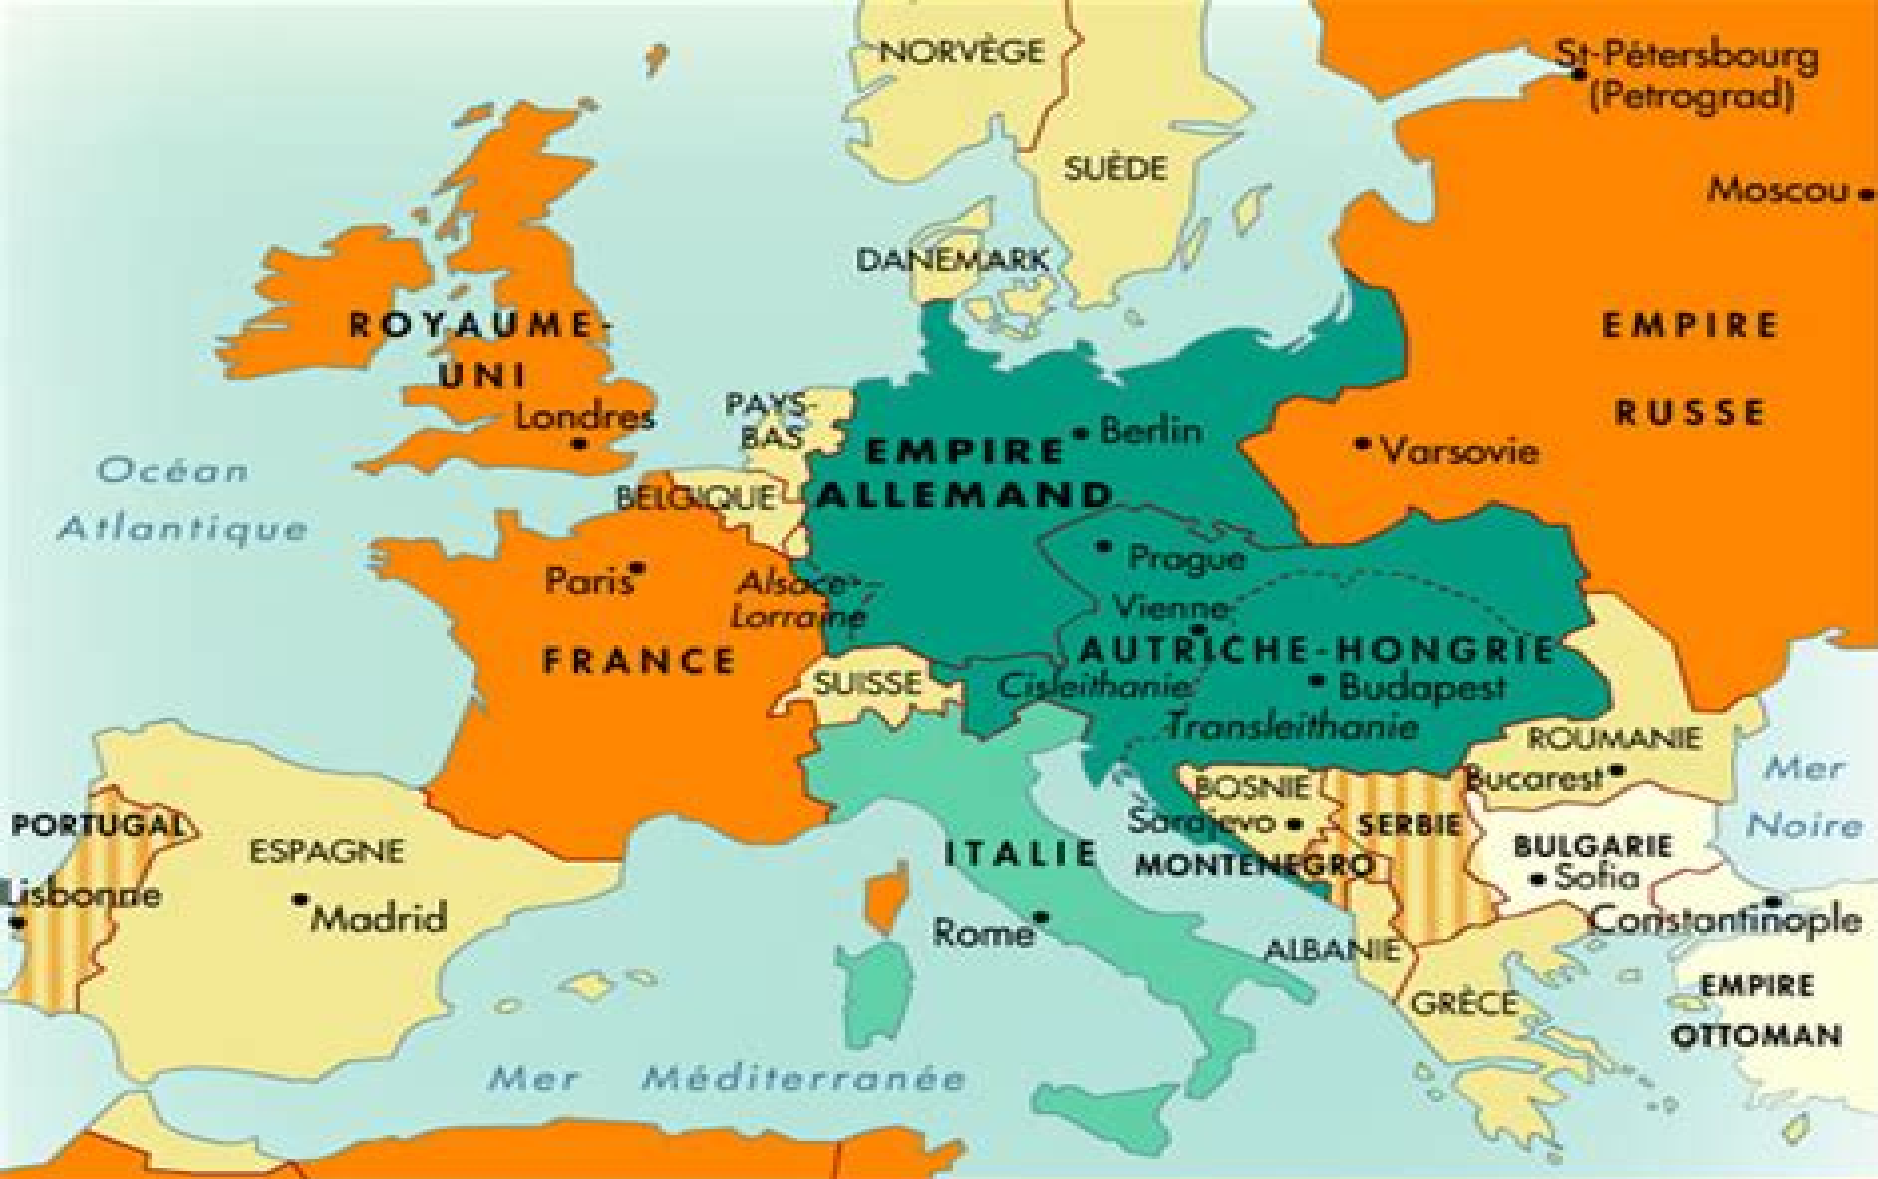 NORVÈGE
St-Pétersbourg
(Petrograd)
SUÈDE
Moscou
DANEMARK
ROYAUME-
UNI
Londres
EMPIRE
RUSSE
PAYS-
BAS
Berlin
EMPIRE
ALLEMAND
Varsovie
Océan
Atlantique
BELGIQUE
Prague
Paris
Alsace-
Lorraine
Vienne
FRANCE
AUTRICHE-HONGRIE
SUISSE
Cisleithanie
Budapest
Transleithanie
ROUMANIE
Bucarest
Mer
Noire
BOSNIE
Sarajevo
SERBIE
PORTUGAL
ESPAGNE
ITALIE
MONTENEGRO
BULGARIE
Sofia
Lisbonne
Madrid
Rome
Constantinople
ALBANIE
EMPIRE
OTTOMAN
GRÈCE
Mer Méditerranée